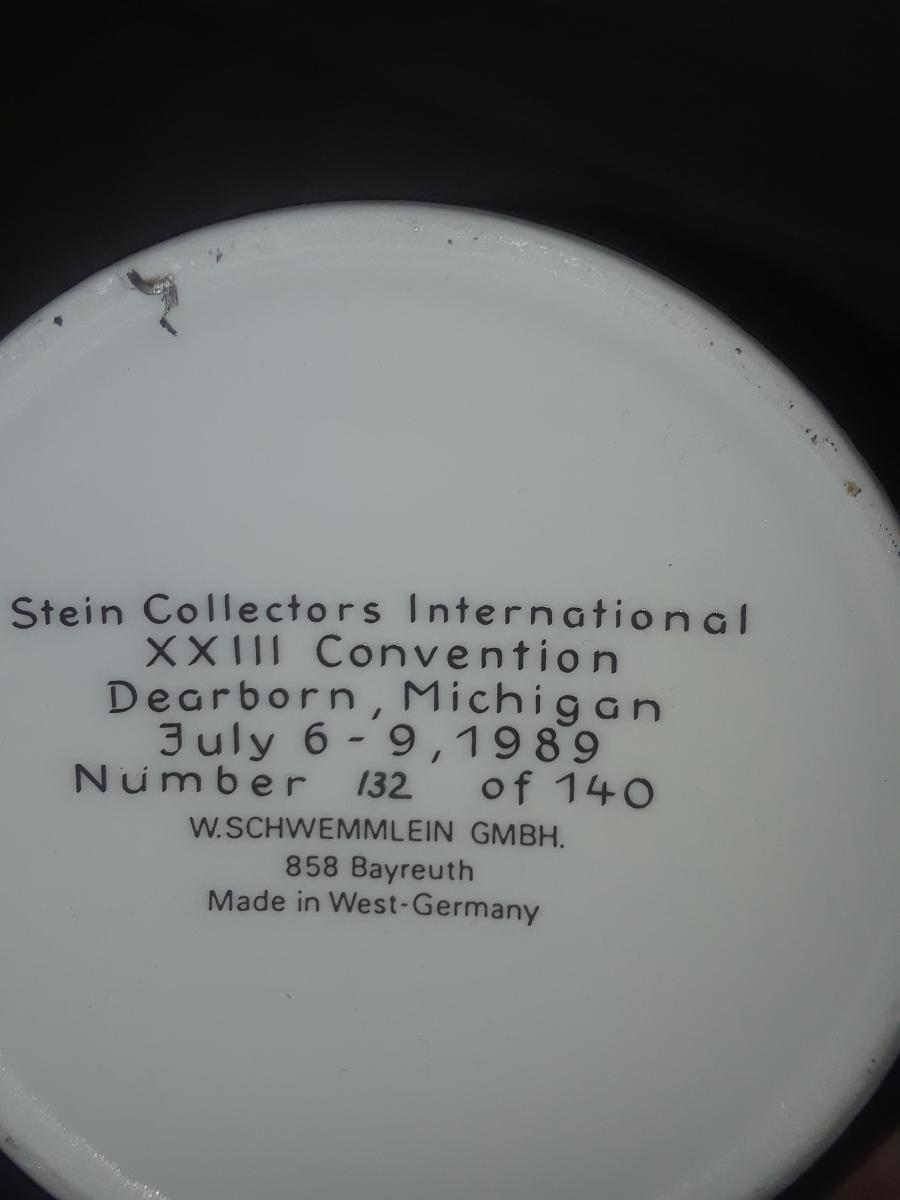 Stein Collectors International
XXIII Convention
Dearborn, Michigan
July 6-9, 1989
Number 132 of 140
W.SCHWEMMLEIN GMBH.
858 Bayreuth
Made in West-Germany